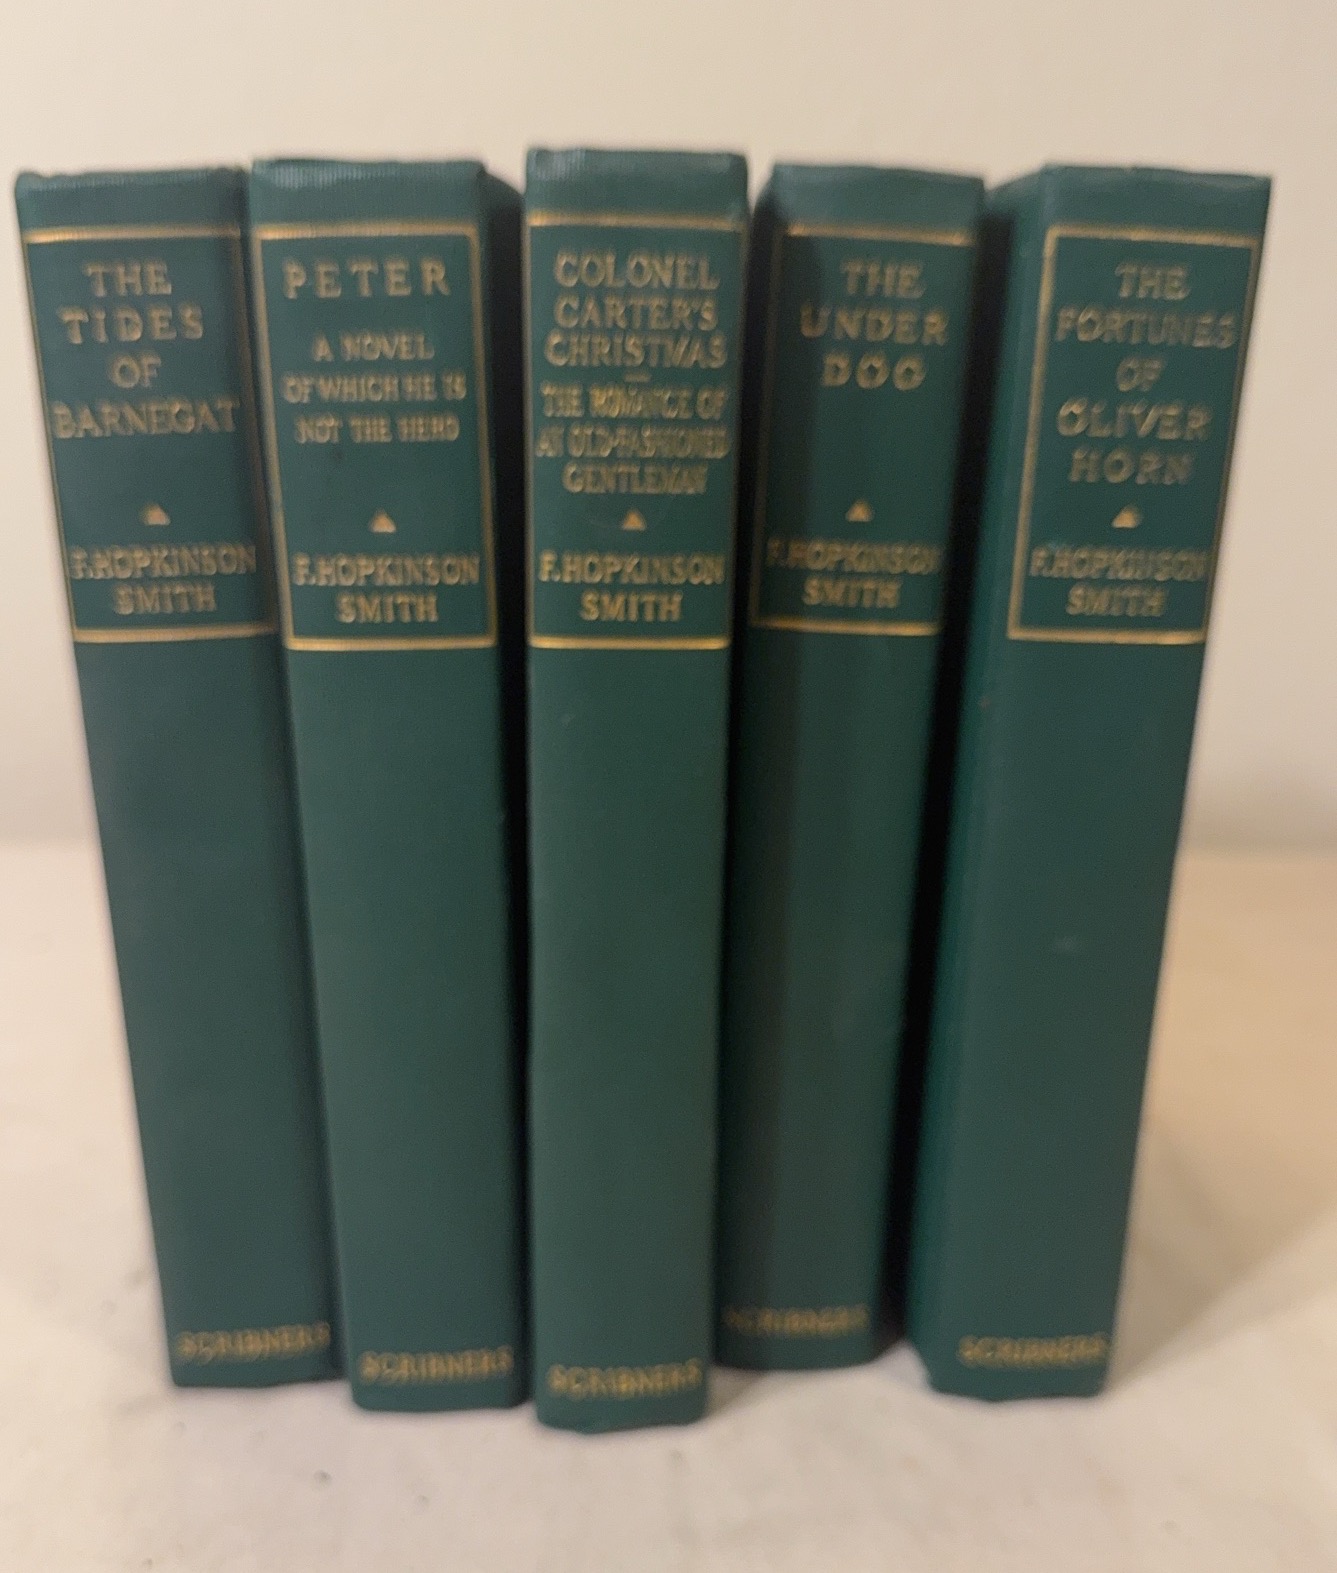 THE
TIDES
OF
BARNEGAT
F. HOPKINSON
SMITH
SCRIBNERS
PETER
A NOVEL
OF WHICH HE IS
NOT THE HERO
F. HOPKINSON
SMITH
SCRIBNERS
COLONEL
CARTER'S
CHRISTMAS
THE ROMANCE OF
AN OLD-FASHIONED
GENTLEMAN
F. HOPKINSON
SMITH
SCRIBNERS
THE
UNDER
DOG
F. HOPKINSON
SMITH
SCRIBNERS
THE
FORTUNES
OF
OLIVER
HORN
F. HOPKINSON
SMITH
SCRIBNERS